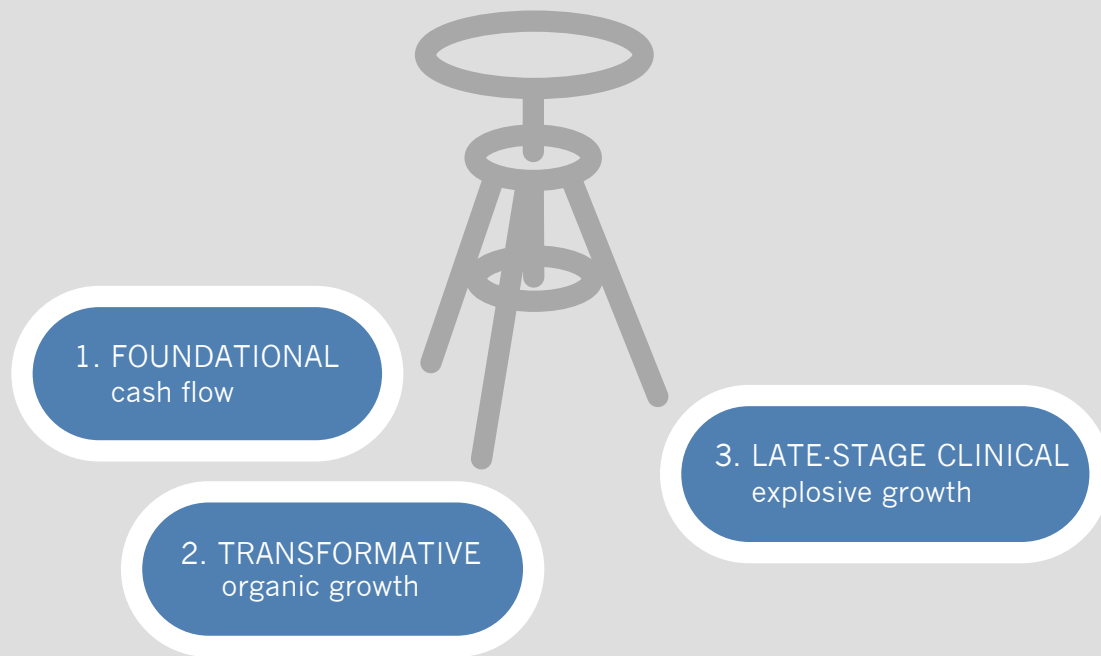 1. FOUNDATIONAL
cash flow
2. TRANSFORMATIVE
organic growth
3. LATE-STAGE CLINICAL
explosive growth